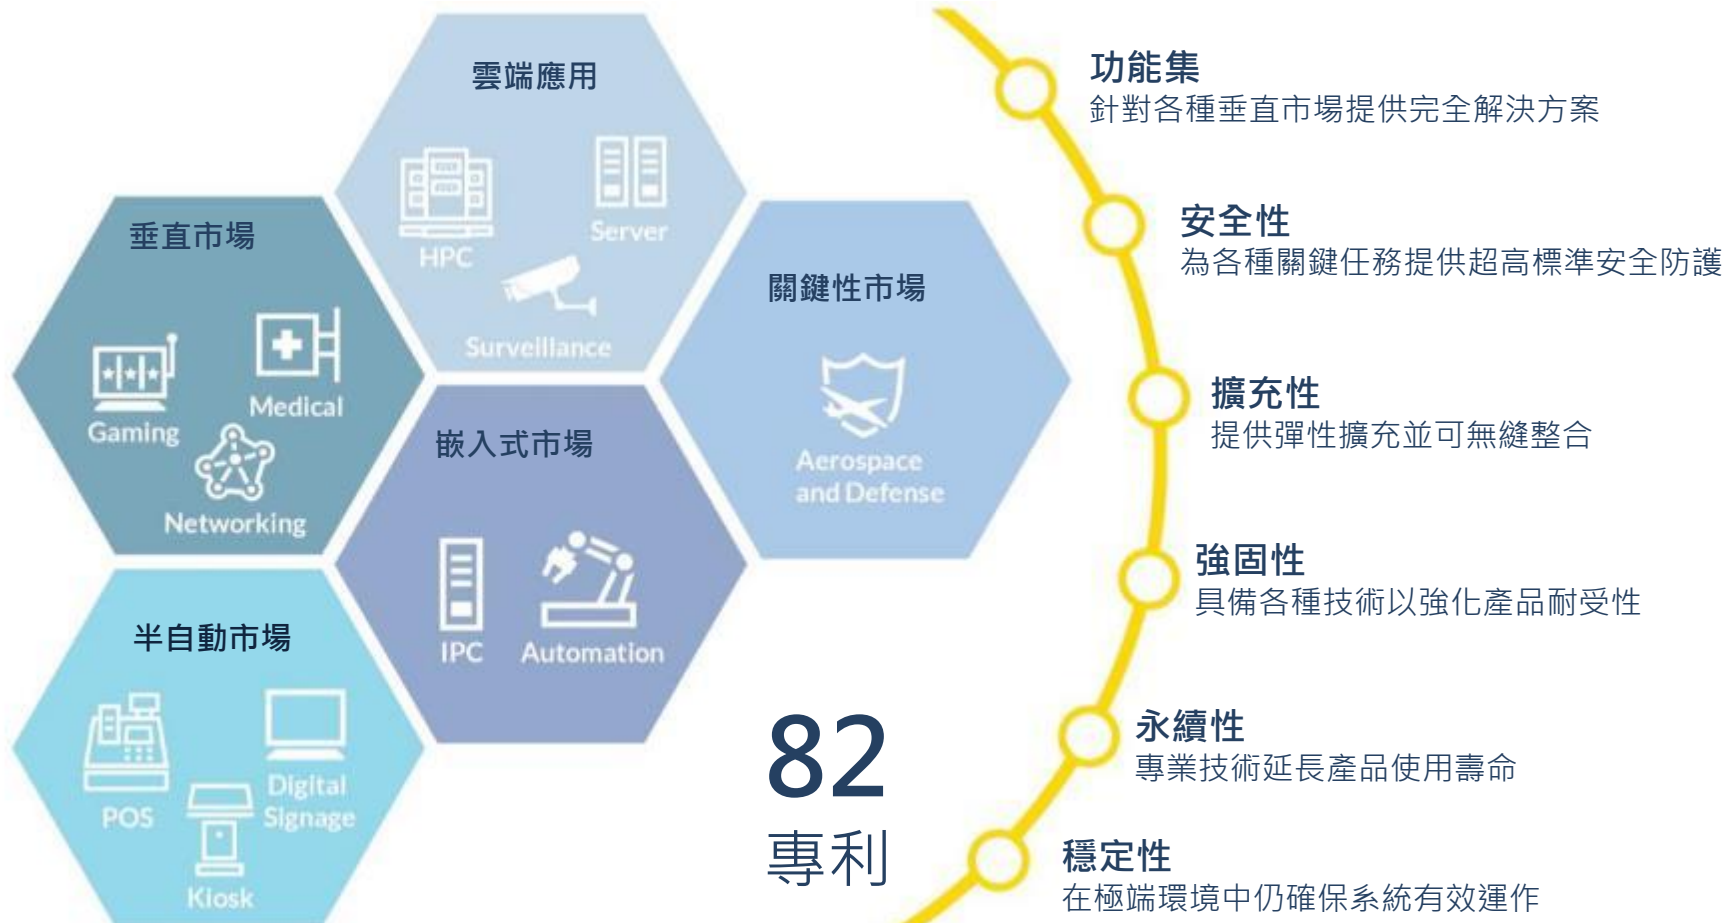 雲端應用
HPC
Server
Surveillance
垂直市場
Gaming
Medical
Networking
關鍵性市場
Aerospace
and Defense
嵌入式市場
IPC
Automation
半自動市場
POS
Digital
Signage
Kiosk
82
專利
功能集
針對各種垂直市場提供完全解決方案
安全性
為各種關鍵任務提供超高標準安全防護
擴充性
提供彈性擴充並可無縫整合
強固性
具備各種技術以強化產品耐受性
永續性
專業技術延長產品使用壽命
穩定性
在極端環境中仍確保系統有效運作